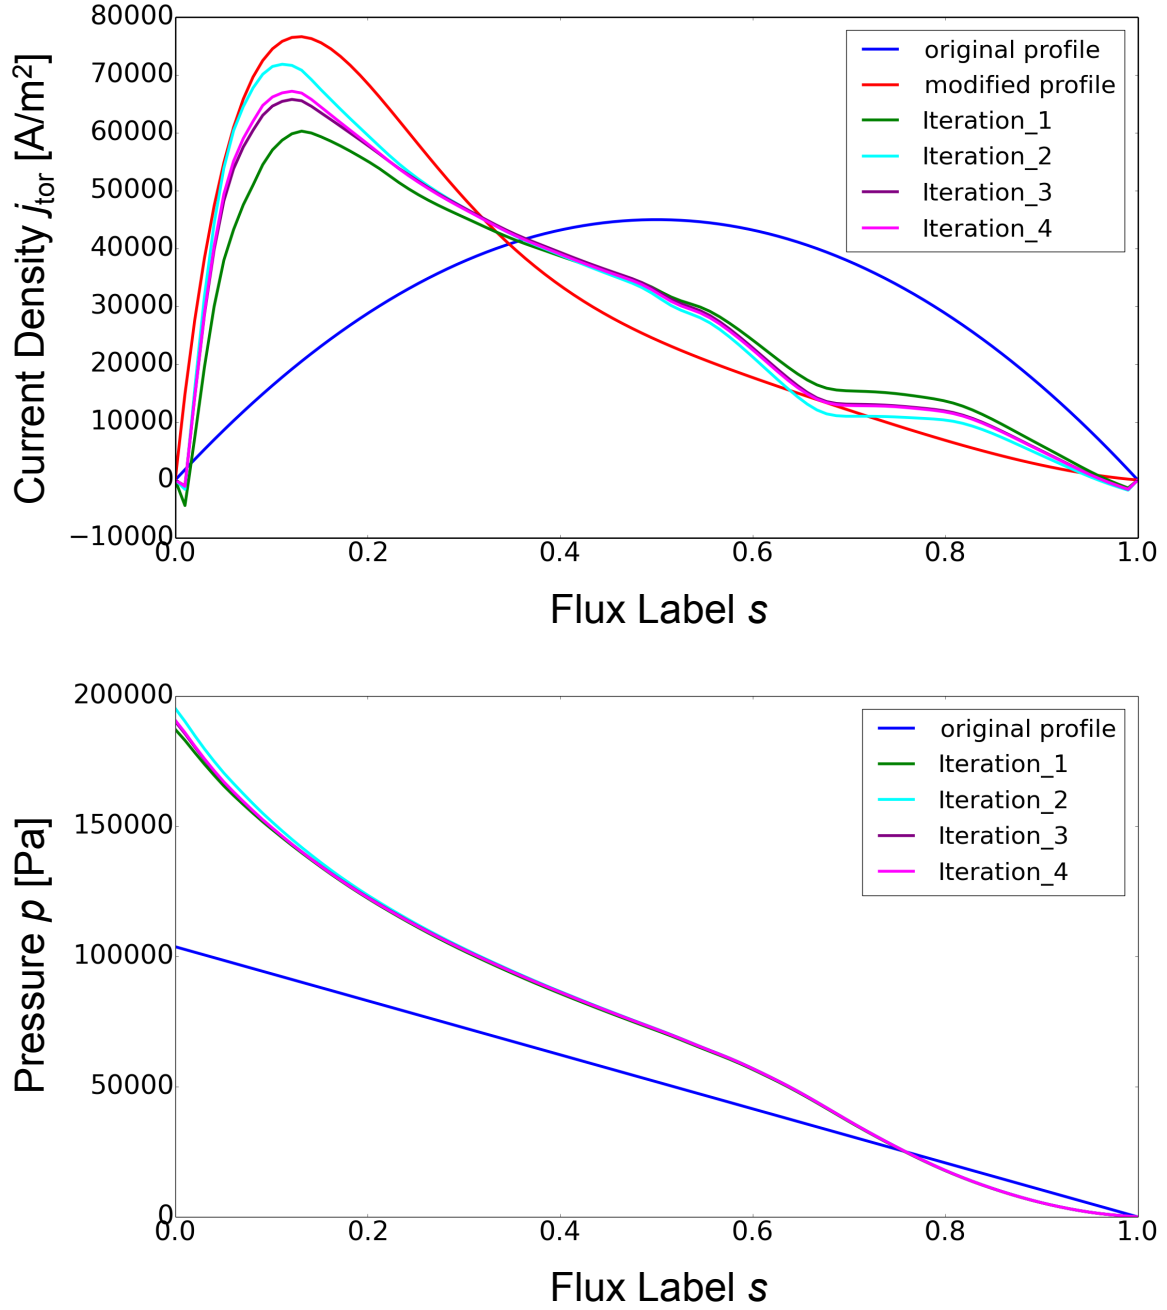 80000
70000
60000
50000
40000
30000
20000
10000
0
−10000
Current Density jtor [A/m²]
original profile
modified profile
Iteration_1
Iteration_2
Iteration_3
Iteration_4
0.0 0.2 0.4 0.6 0.8 1.0
Flux Label s
200000
150000
100000
50000
0
Pressure p [Pa]
original profile
Iteration_1
Iteration_2
Iteration_3
Iteration_4
0.0 0.2 0.4 0.6 0.8 1.0
Flux Label s